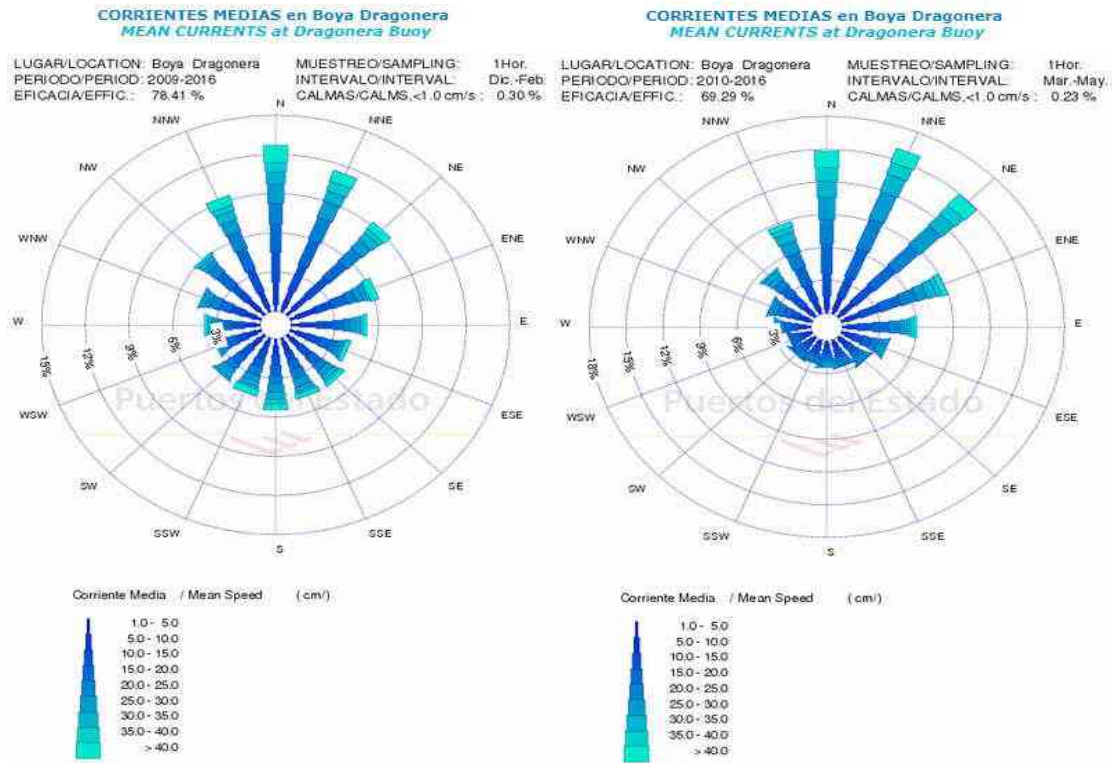 CORRIENTES MEDIAS en Boya Dragonera
MEAN CURRENTS at Dragonera Buoy
LUGAR/LOCATION: Boya Dragonera MUESTREO/SAMPLING: 1Hor.
PERIODO/PERIOD: 2009-2016 INTERVALO/INTERVAL: Dic.-Feb
EFICACIA/EFFIC.: 78.41 % CALMAS/CALMS,<1.0 cm/s : 0.30 %
N
NNW NNE
NW NE
WNW ENE
W E
15% 12% 9% 6% 3%
WSW ESE
Puertos del Estado
SW SE
SSW SSE
S
Corriente Media / Mean Speed (cm/)
1.0 - 5.0
5.0 - 10.0
10.0 - 15.0
15.0 - 20.0
20.0 - 25.0
25.0 - 30.0
30.0 - 35.0
35.0 - 40.0
> 40.0
CORRIENTES MEDIAS en Boya Dragonera
MEAN CURRENTS at Dragonera Buoy
LUGAR/LOCATION: Boya Dragonera MUESTREO/SAMPLING: 1Hor.
PERIODO/PERIOD: 2010-2016 INTERVALO/INTERVAL: Mar.-May.
EFICACIA/EFFIC.: 69.29 % CALMAS/CALMS,<1.0 cm/s : 0.23 %
N
NNW NNE
NW NE
WNW ENE
W E
18% 15% 12% 9% 6% 3%
WSW ESE
Puertos del Estado
SW SE
SSW SSE
S
Corriente Media / Mean Speed (cm/)
1.0 - 5.0
5.0 - 10.0
10.0 - 15.0
15.0 - 20.0
20.0 - 25.0
25.0 - 30.0
30.0 - 35.0
35.0 - 40.0
> 40.0